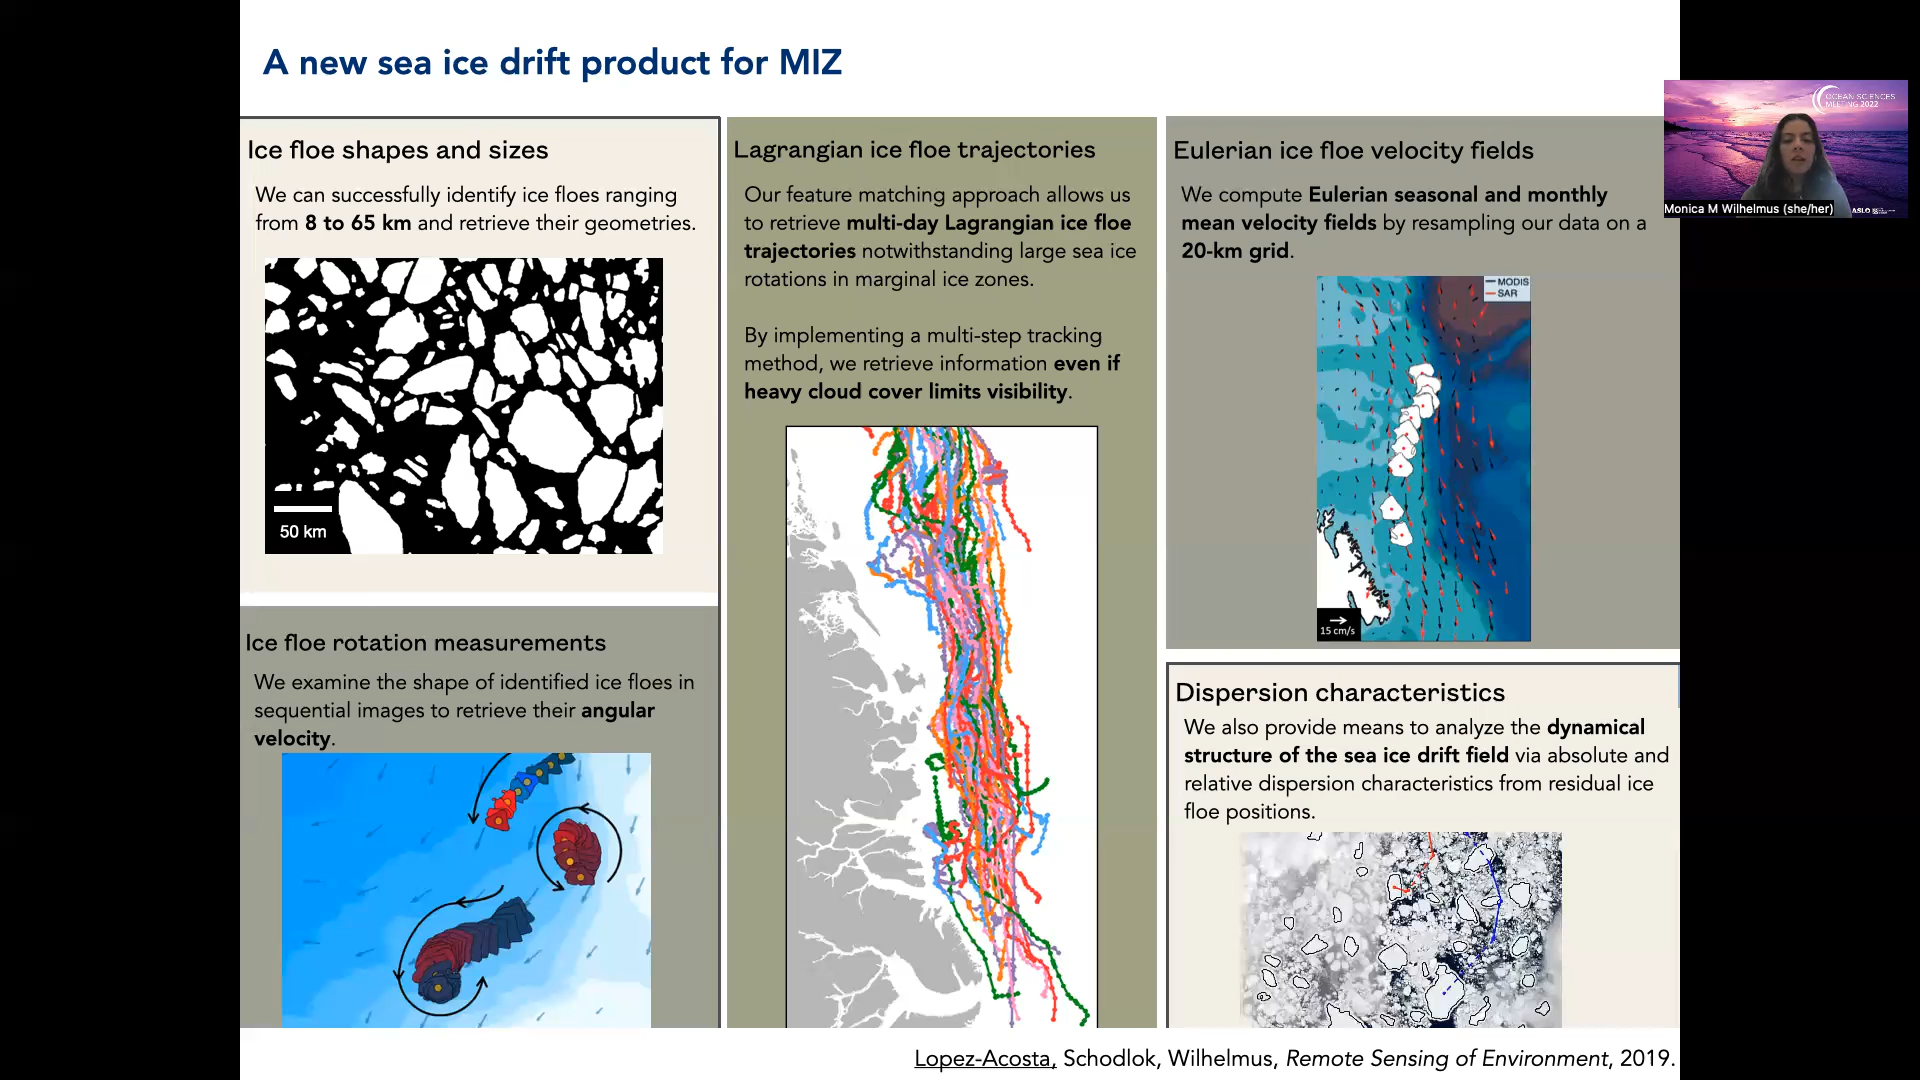 A new sea ice drift product for MIZ
Ice floe shapes and sizes
We can successfully identify ice floes ranging
from 8 to 65 km and retrieve their geometries.
50 km
Ice floe rotation measurements
We examine the shape of identified ice floes in
sequential images to retrieve their angular
velocity.
Lagrangian ice floe trajectories
Our feature matching approach allows us
to retrieve multi-day Lagrangian ice floe
trajectories notwithstanding large sea ice
rotations in marginal ice zones.
By implementing a multi-step tracking
method, we retrieve information even if
heavy cloud cover limits visibility.
Eulerian ice floe velocity fields
We compute Eulerian seasonal and monthly
mean velocity fields by resampling our data on a
20-km grid.
MODIS
SAR
15 cm/s
Dispersion characteristics
We also provide means to analyze the dynamical
structure of the sea ice drift field via absolute and
relative dispersion characteristics from residual ice
floe positions.
Lopez-Acosta, Schodlok, Wilhelmus, Remote Sensing of Environment, 2019.
OCEAN SCIENCES
MEETING 2022
Monica M Wilhelmus (she/her)
ASLO